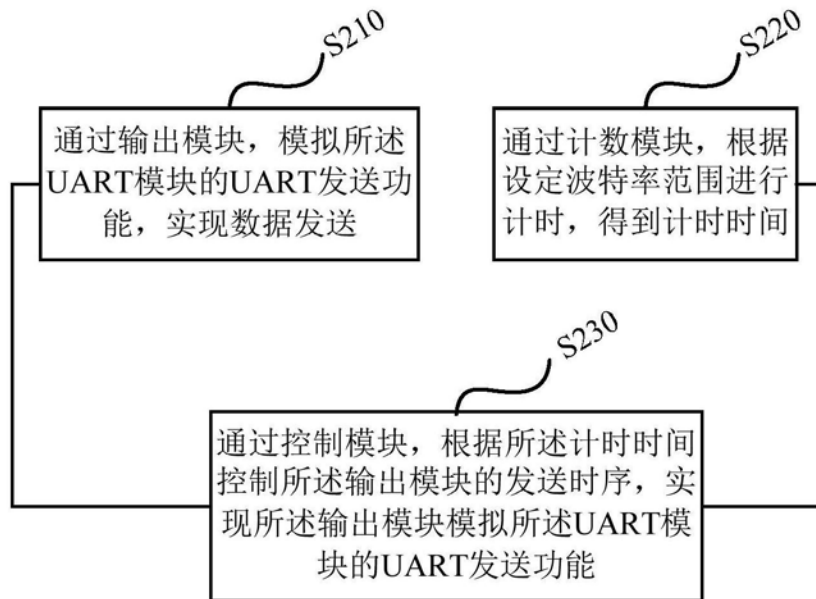 S210
通过输出模块，模拟所述
UART模块的UART发送功
能，实现数据发送
S220
通过计数模块，根据
设定波特率范围进行
计时，得到计时时间
S230
通过控制模块，根据所述计时时间
控制所述输出模块的发送时序，实
现所述输出模块模拟所述UART模
块的UART发送功能